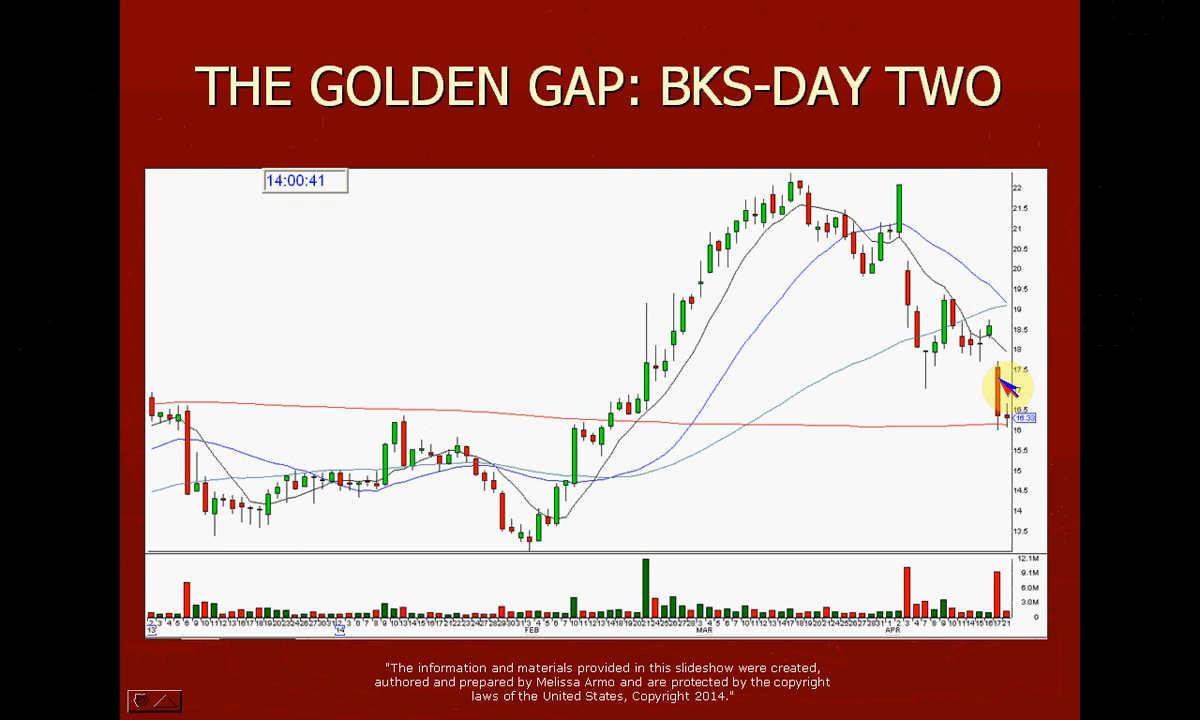 THE GOLDEN GAP: BKS-DAY TWO
14:00:41
22
21.5
21
20.5
20
19.5
19
18.5
18
17.5
17
16.5
16.33
16
15.5
15
14.5
14
13.5
12.1M
9.1M
6.0M
3.0M
0
13
14
FEB
MAR
APR
"The information and materials provided in this slideshow were created,
authored and prepared by Melissa Armo and are protected by the copyright
laws of the United States, Copyright 2014."